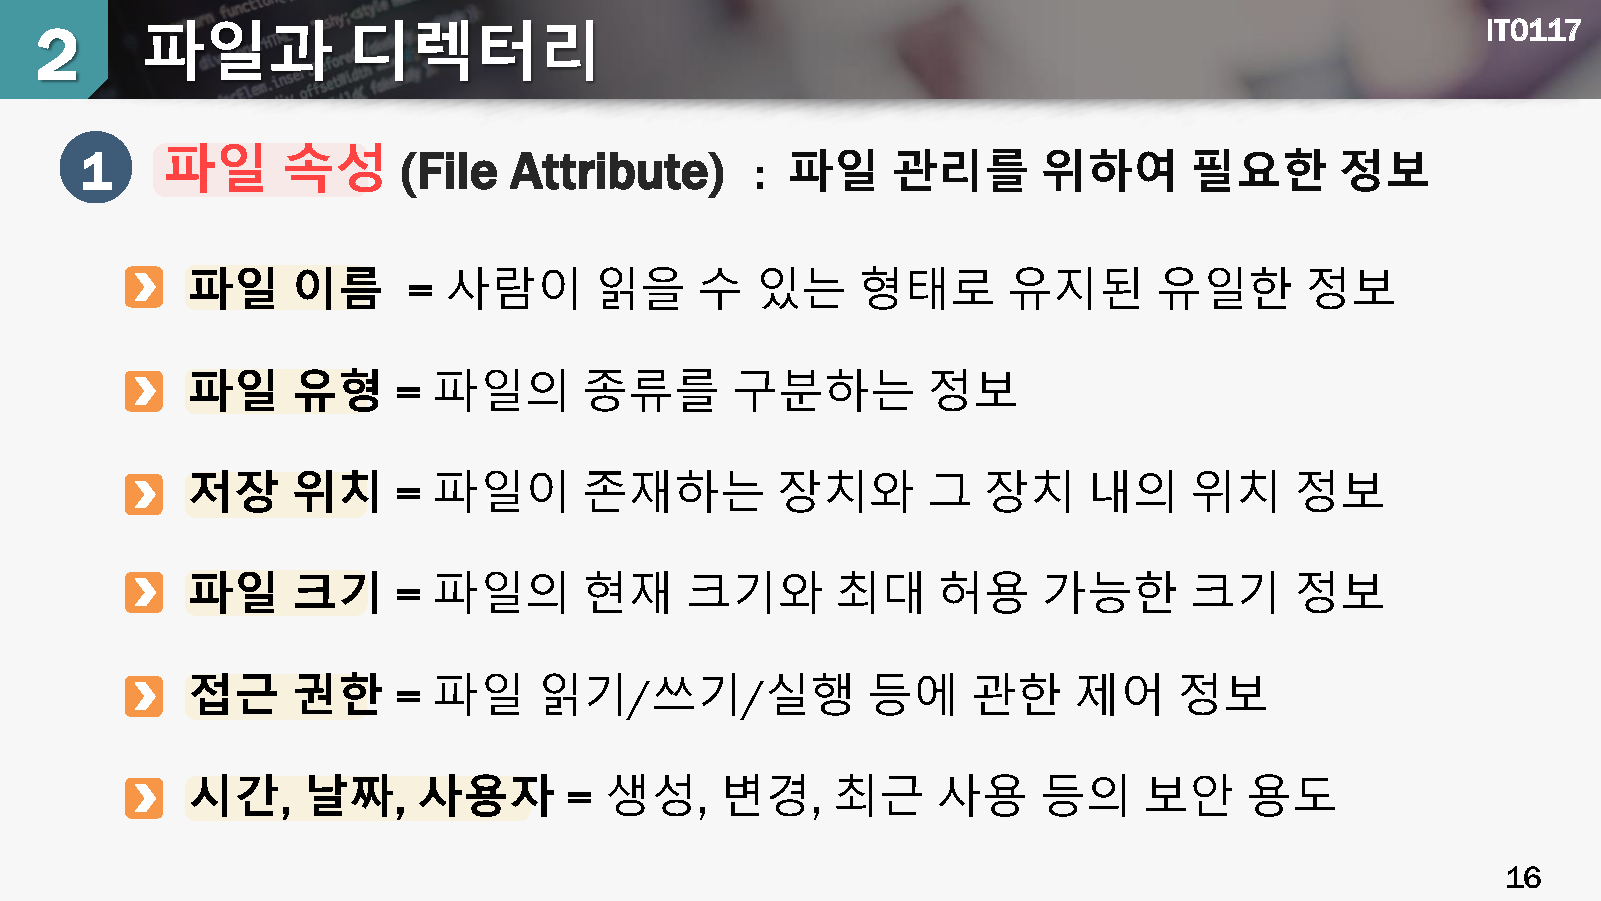 2 파일과 디렉터리
IT0117
1 파일 속성 (File Attribute) : 파일 관리를 위하여 필요한 정보
파일 이름 = 사람이 읽을 수 있는 형태로 유지된 유일한 정보
파일 유형 = 파일의 종류를 구분하는 정보
저장 위치 = 파일이 존재하는 장치와 그 장치 내의 위치 정보
파일 크기 = 파일의 현재 크기와 최대 허용 가능한 크기 정보
접근 권한 = 파일 읽기/쓰기/실행 등에 관한 제어 정보
시간, 날짜, 사용자 = 생성, 변경, 최근 사용 등의 보안 용도
16